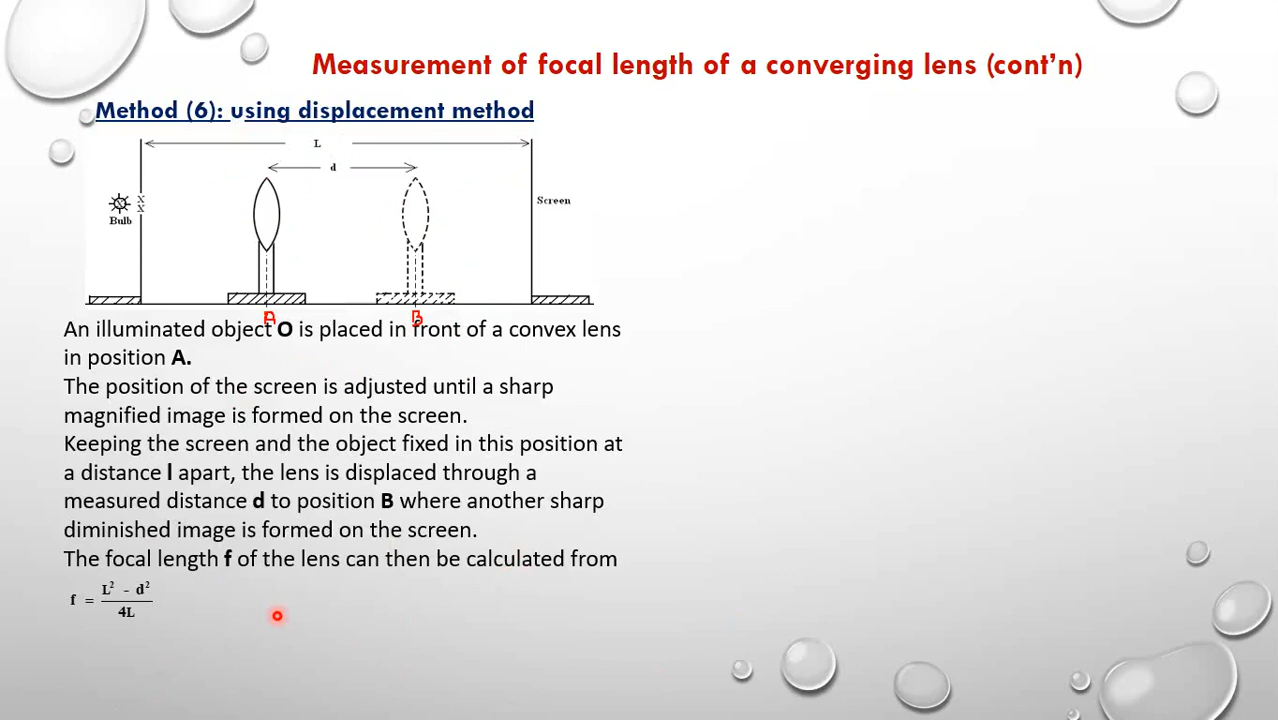 Measurement of focal length of a converging lens (cont’n)
Method (6): using displacement method
L
d
X
X
Bulb
Screen
A
B
An illuminated object O is placed in front of a convex lens
in position A.
The position of the screen is adjusted until a sharp
magnified image is formed on the screen.
Keeping the screen and the object fixed in this position at
a distance l apart, the lens is displaced through a
measured distance d to position B where another sharp
diminished image is formed on the screen.
The focal length f of the lens can then be calculated from
f = L² - d² / 4L